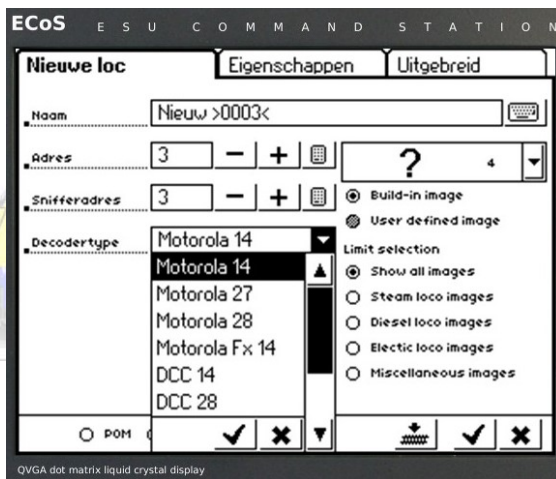 ECoS ESU COMMAND STATION
Nieuwe loc Eigenschappen Uitgebreid
Naam Nieuw >0003<
Adres 3 − + ? 4
Snifferadres 3 − + Build-in image
User defined image
Decodertype Motorola 14 Limit selection
Motorola 14 Show all images
Motorola 27 Steam loco images
Motorola 28 Diesel loco images
Motorola Fx 14 Electic loco images
DCC 14 Miscellaneous images
DCC 28
POM
QVGA dot matrix liquid crystal display